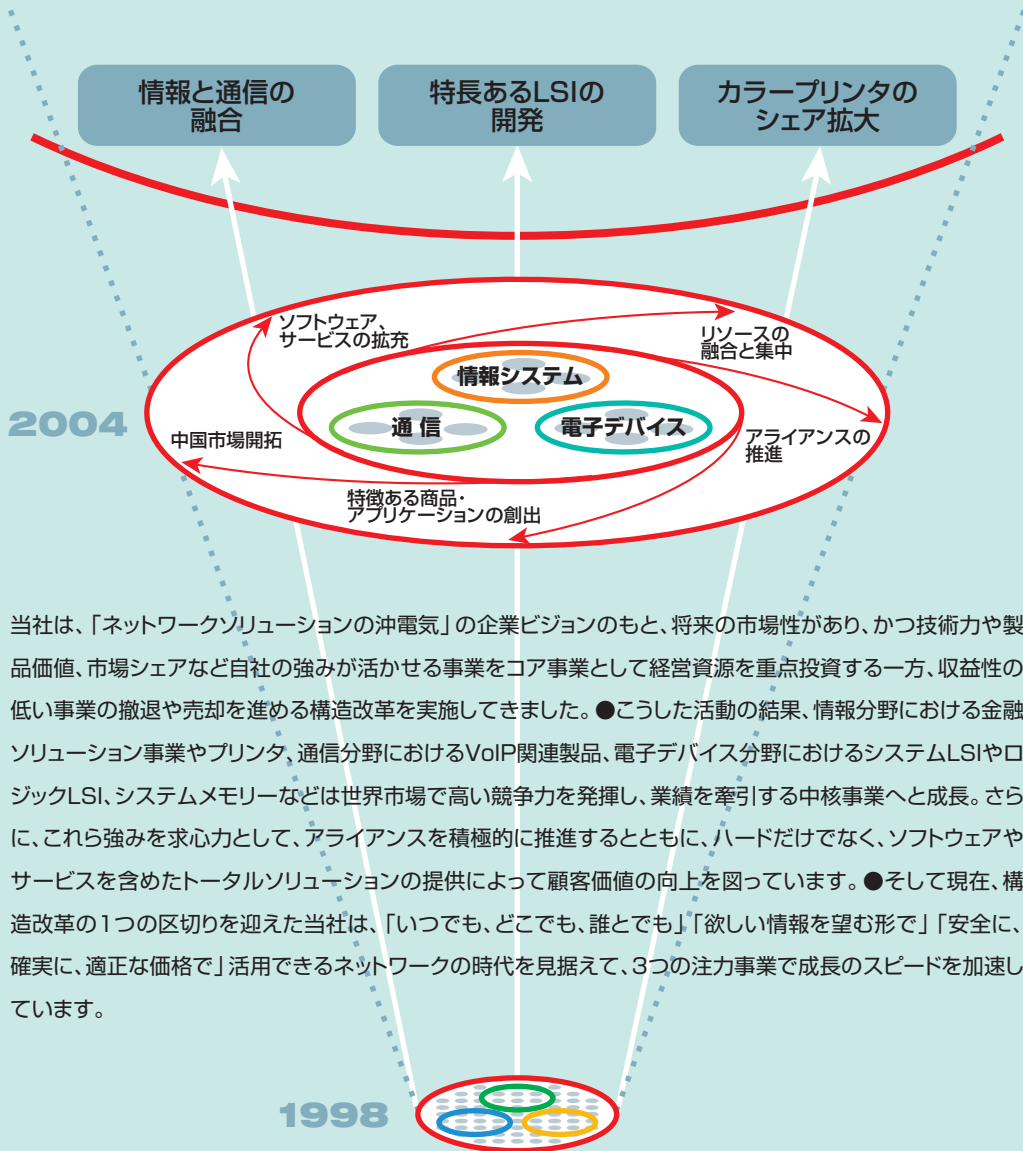 情報と通信の
融合
特長あるLSIの
開発
カラープリンタの
シェア拡大
ソフトウェア、
サービスの拡充
リソースの
融合と集中
情報システム
2004
通 信
電子デバイス
中国市場開拓
アライアンスの
推進
特徴ある商品・
アプリケーションの創出
当社は、「ネットワークソリューションの沖電気」の企業ビジョンのもと、将来の市場性があり、かつ技術力や製
品価値、市場シェアなど自社の強みが活かせる事業をコア事業として経営資源を重点投資する一方、収益性の
低い事業の撤退や売却を進める構造改革を実施してきました。●こうした活動の結果、情報分野における金融
ソリューション事業やプリンタ、通信分野におけるVoIP関連製品、電子デバイス分野におけるシステムLSIやロ
ジックLSI、システムメモリーなどは世界市場で高い競争力を発揮し、業績を牽引する中核事業へと成長。さら
に、これら強みを求心力として、アライアンスを積極的に推進するとともに、ハードだけでなく、ソフトウェアや
サービスを含めたトータルソリューションの提供によって顧客価値の向上を図っています。●そして現在、構
造改革の1つの区切りを迎えた当社は、「いつでも、どこでも、誰とでも」「欲しい情報を望む形で」「安全に、
確実に、適正な価格で」活用できるネットワークの時代を見据えて、3つの注力事業で成長のスピードを加速し
ています。
1998